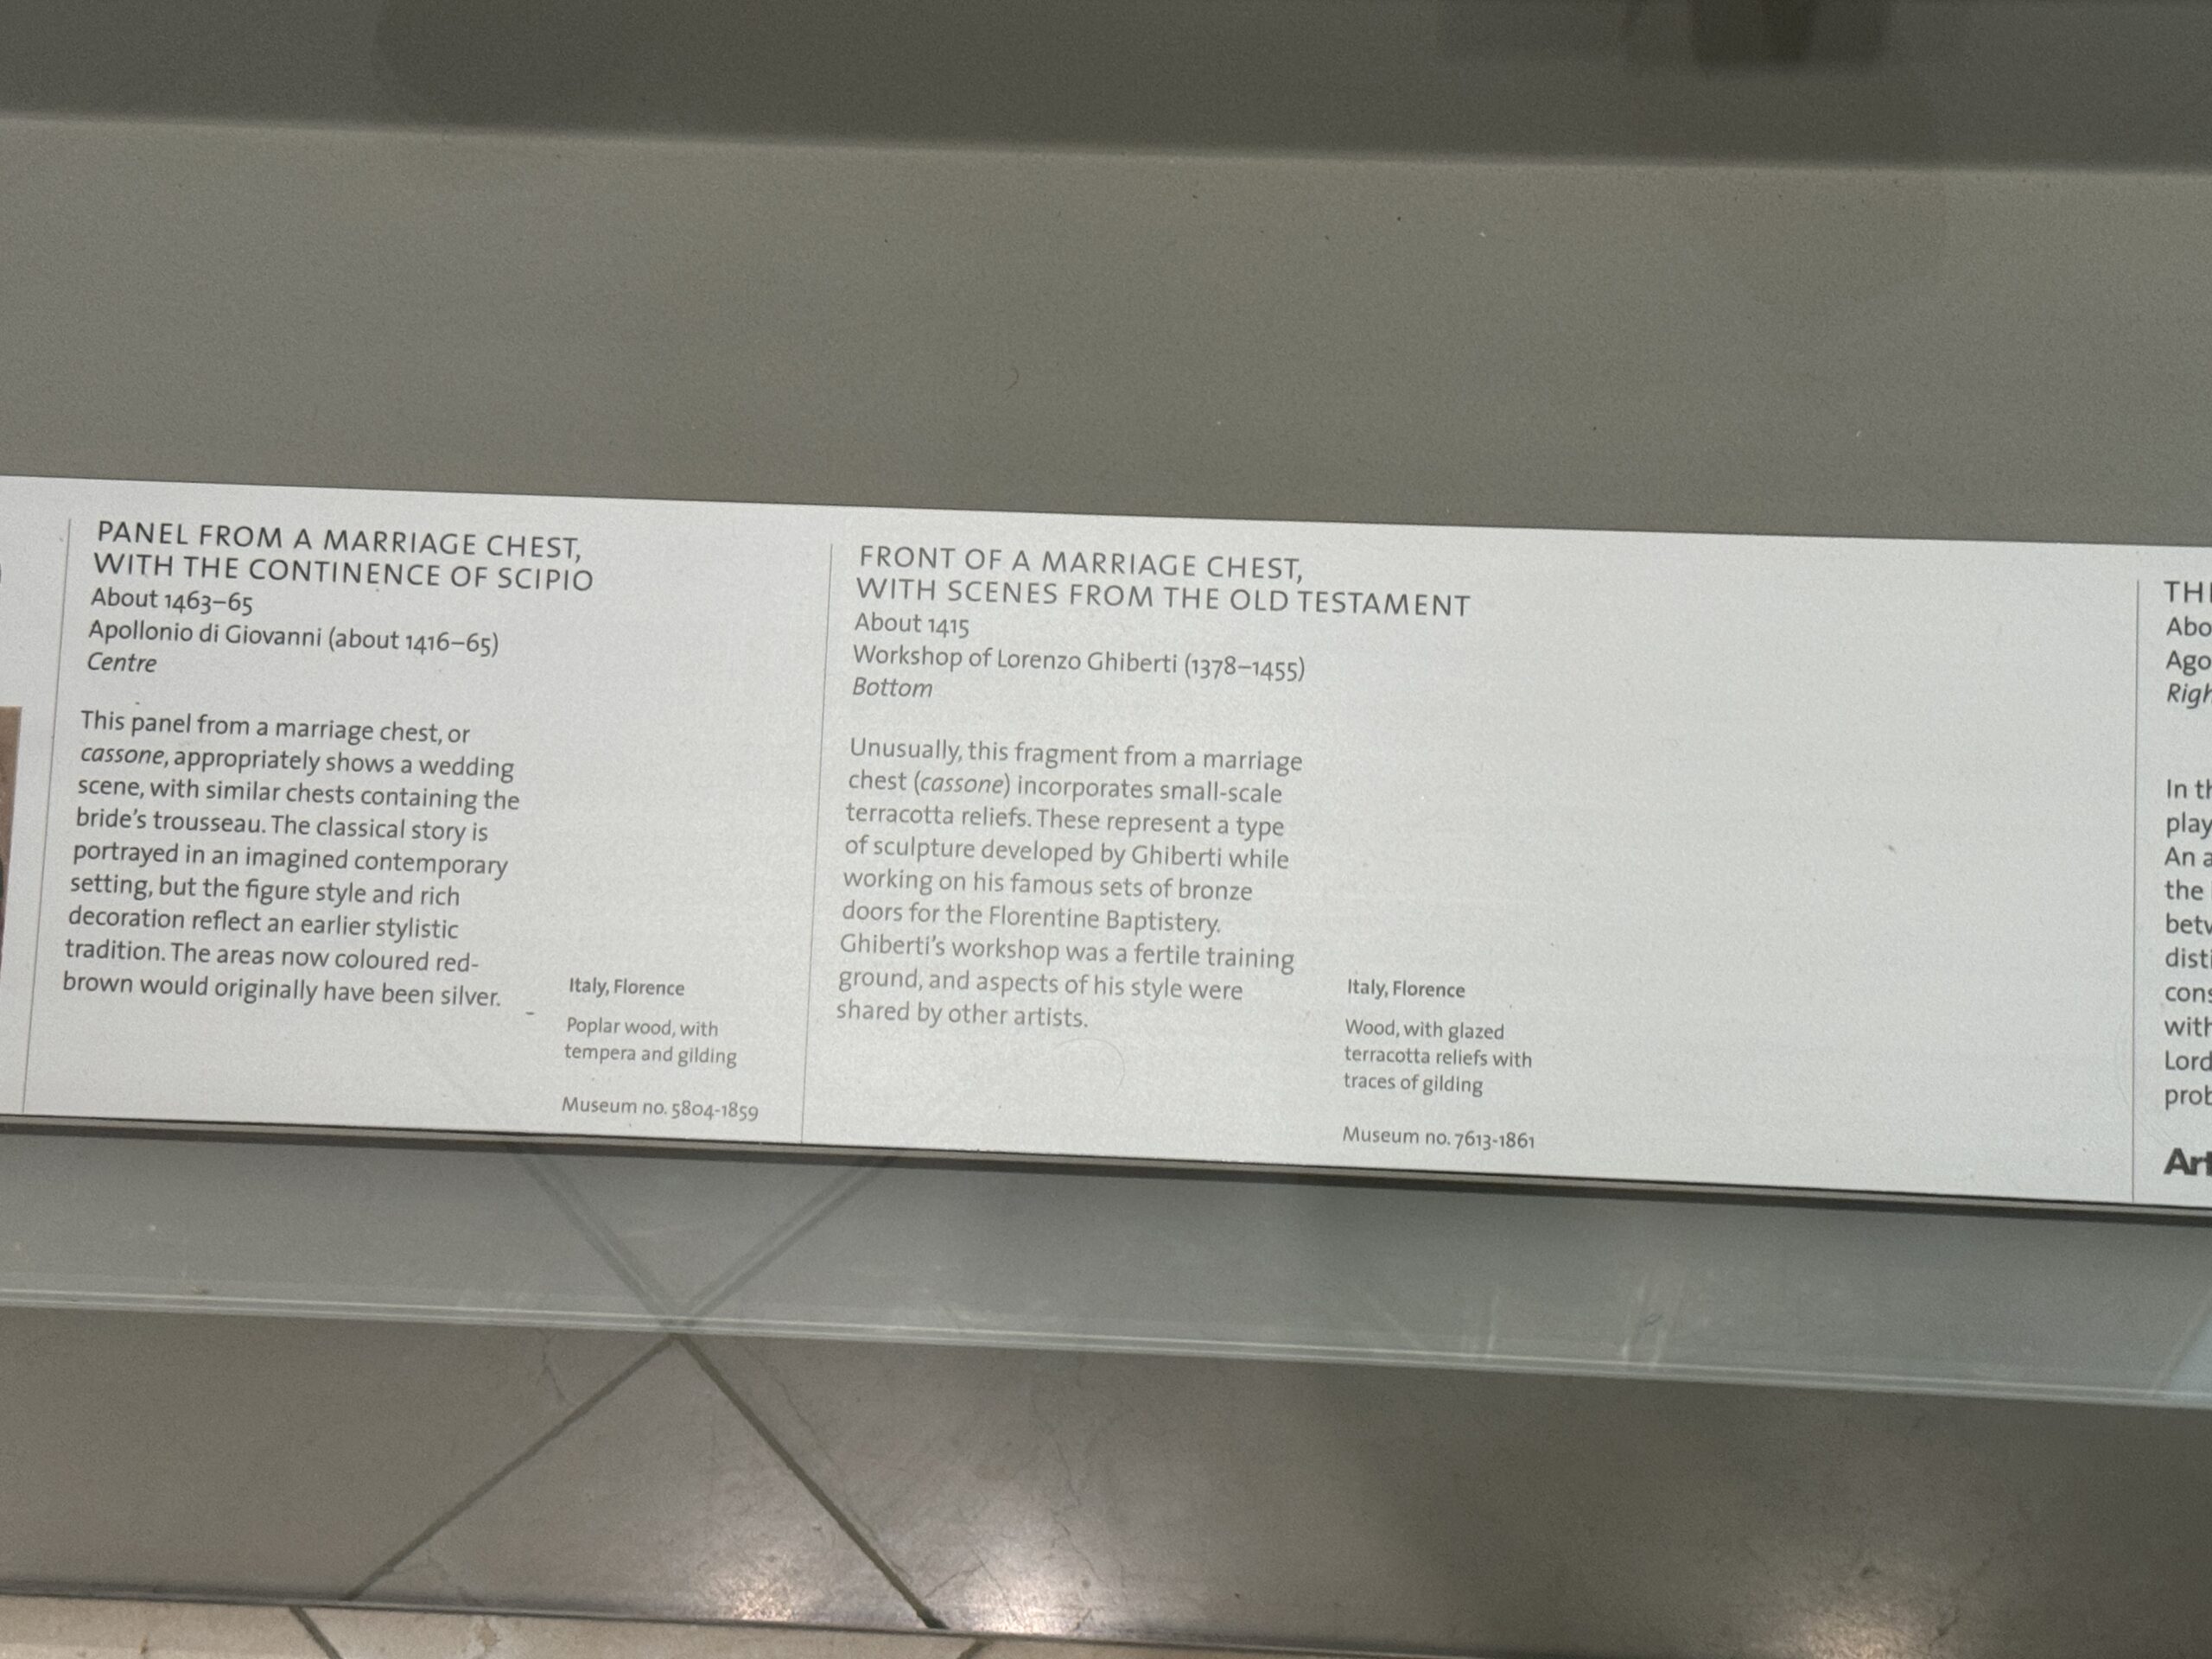 PANEL FROM A MARRIAGE CHEST,
WITH THE CONTINENCE OF SCIPIO
About 1463–65
Apollonio di Giovanni (about 1416–65)
Centre
This panel from a marriage chest, or
cassone, appropriately shows a wedding
scene, with similar chests containing the
bride's trousseau. The classical story is
portrayed in an imagined contemporary
setting, but the figure style and rich
decoration reflect an earlier stylistic
tradition. The areas now coloured red-
brown would originally have been silver.
Italy, Florence
Poplar wood, with
tempera and gilding
Museum no. 5804-1859
FRONT OF A MARRIAGE CHEST,
WITH SCENES FROM THE OLD TESTAMENT
About 1415
Workshop of Lorenzo Ghiberti (1378–1455)
Bottom
Unusually, this fragment from a marriage
chest (cassone) incorporates small-scale
terracotta reliefs. These represent a type
of sculpture developed by Ghiberti while
working on his famous sets of bronze
doors for the Florentine Baptistery.
Ghiberti's workshop was a fertile training
ground, and aspects of his style were
shared by other artists.
Italy, Florence
Wood, with glazed
terracotta reliefs with
traces of gilding
Museum no. 7613-1861
In
play
An
the
with
Lord